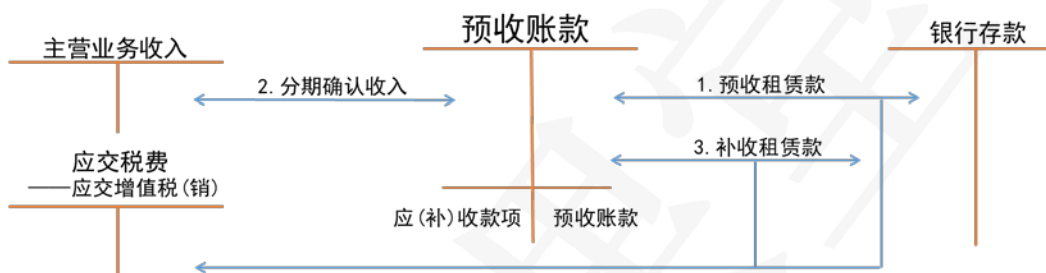 主营业务收入
预收账款
银行存款
2.分期确认收入
1.预收租赁款
3.补收租赁款
应交税费
——应交增值税(销)
应(补)收款项
预收账款